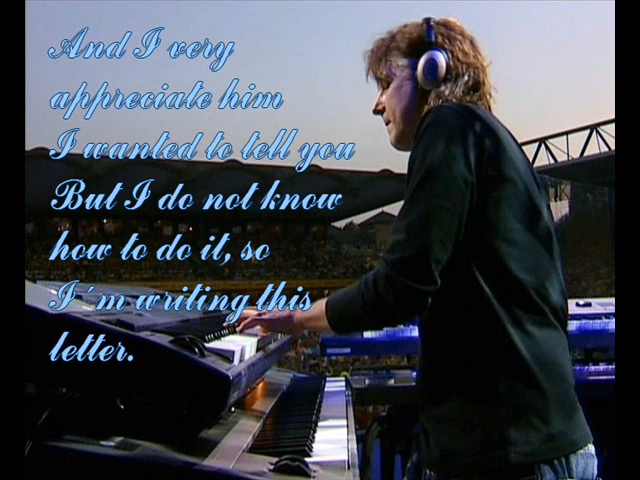 And I very
appreciate him
I wanted to tell you
But I do not know
how to do it, so
I´m writing this
letter.